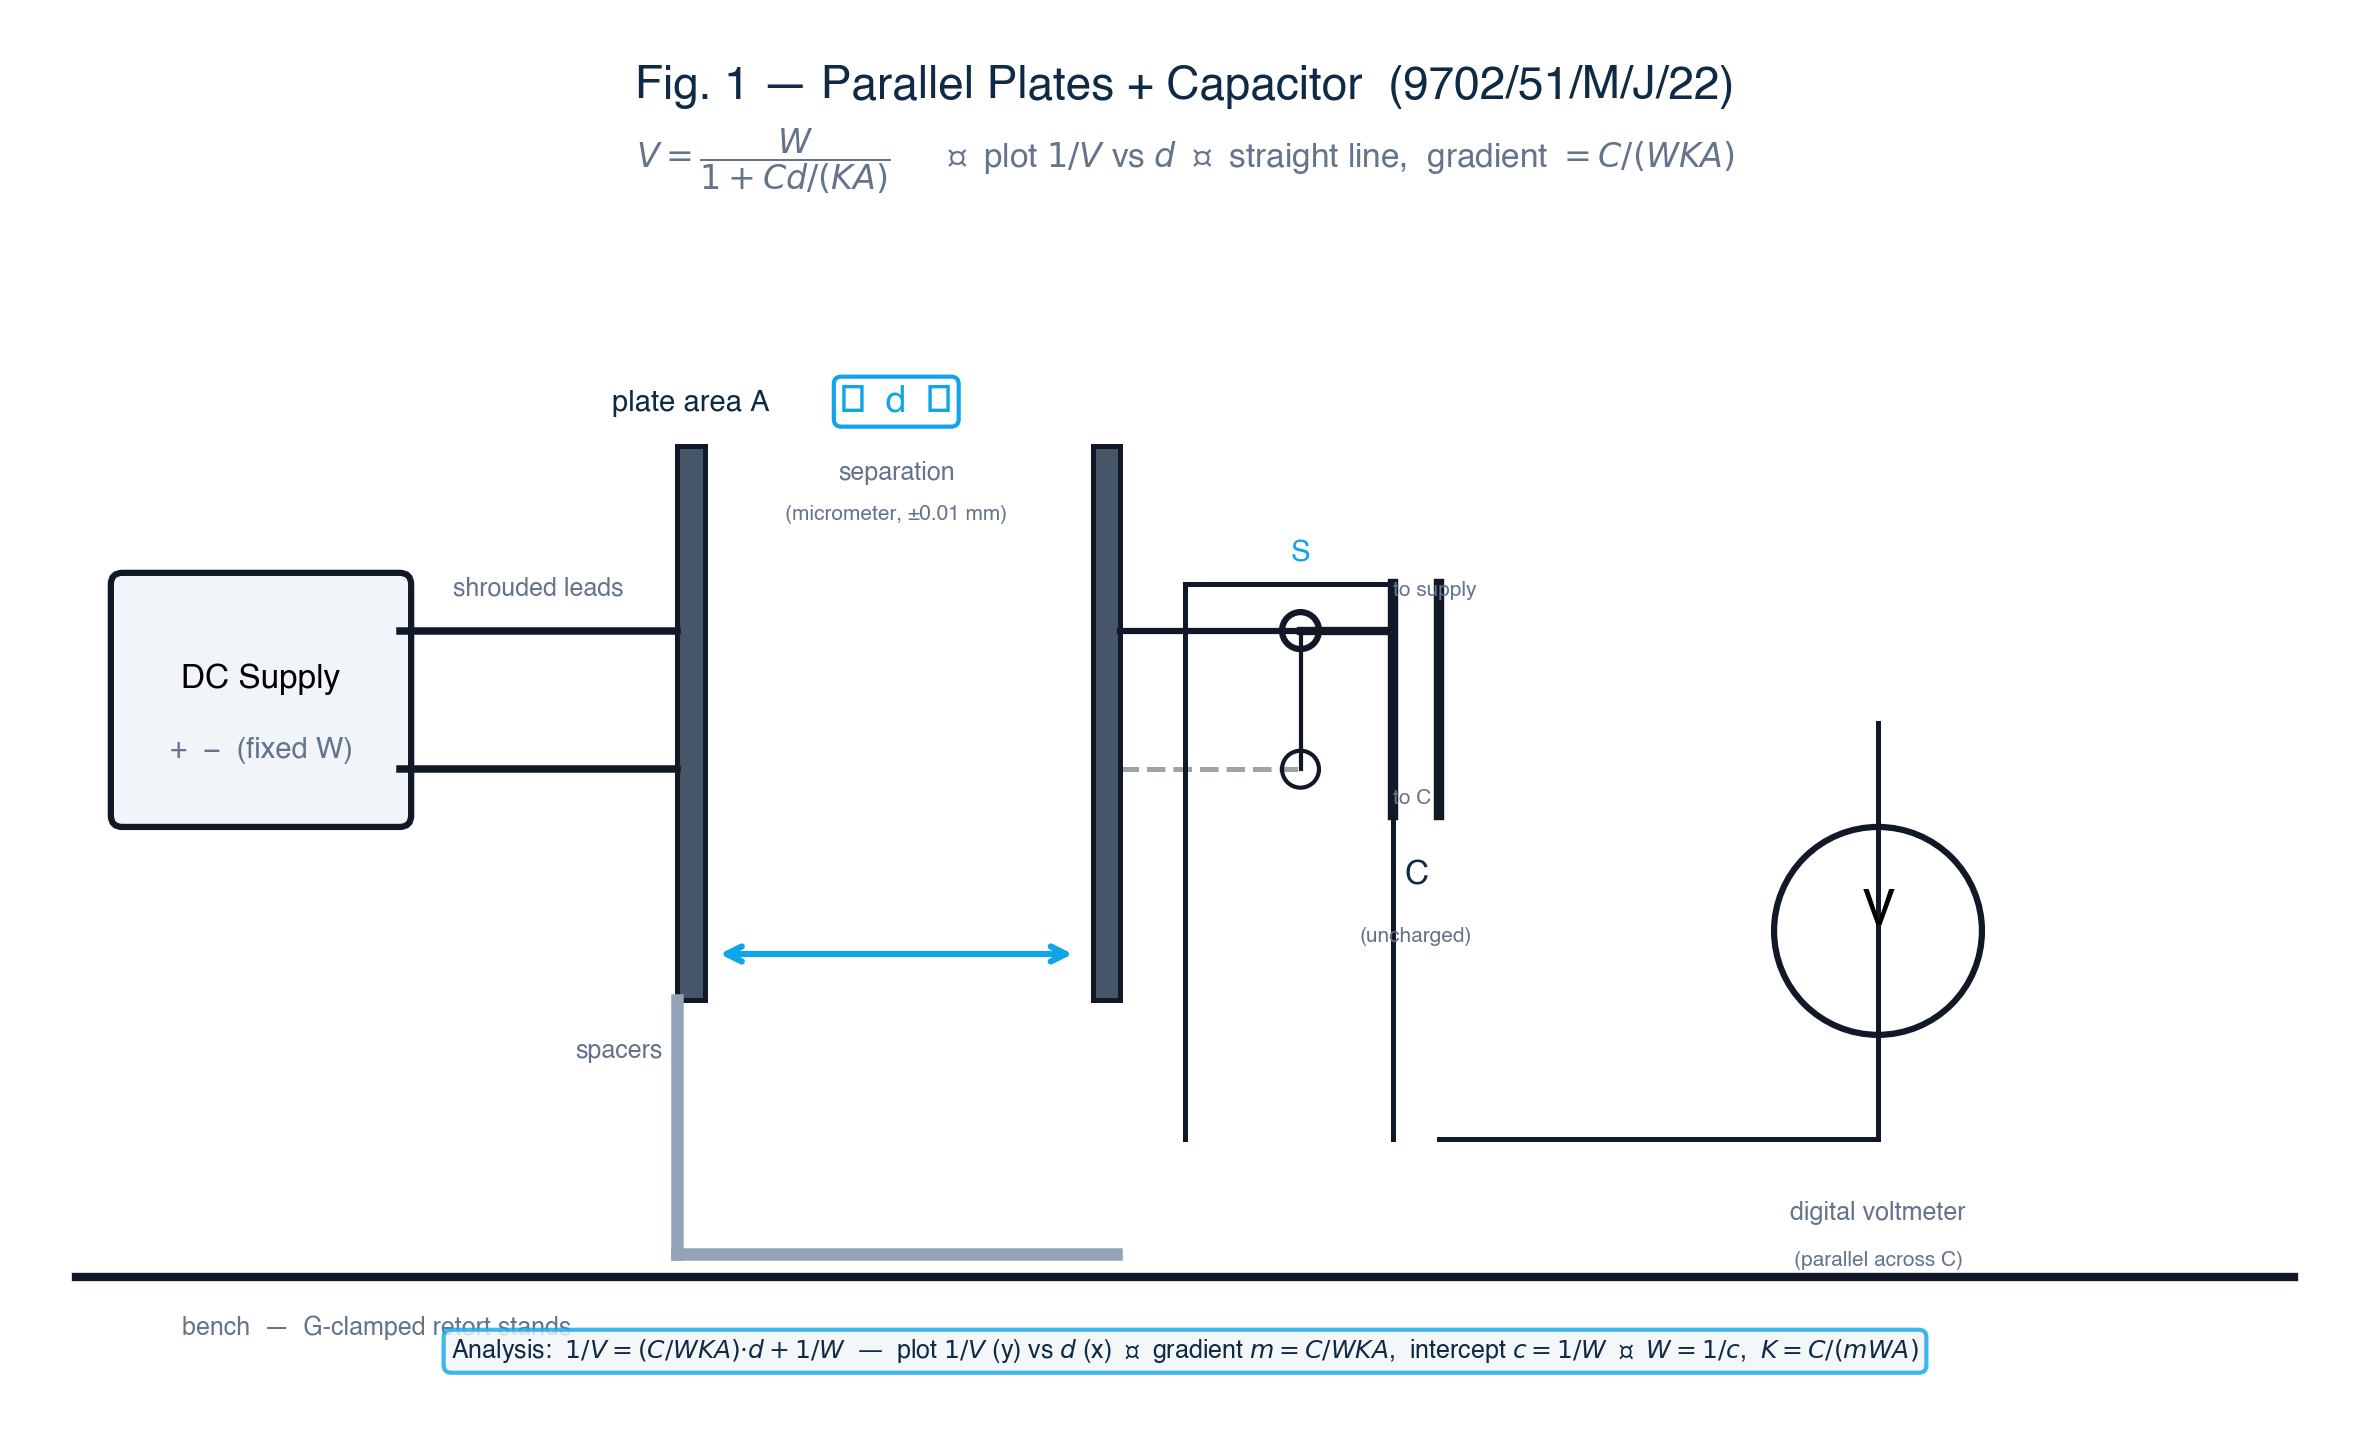 Fig. 1 — Parallel Plates + Capacitor (9702/51/M/J/22)
V = W / (1 + Cd/(KA)) ¤ plot 1/V vs d ¤ straight line, gradient = C/(WKA)
plate area A
▯ d ▯
separation
(micrometer, ±0.01 mm)
S
shrouded leads
to supply
DC Supply
+ − (fixed W)
to C
C
(uncharged)
V
spacers
digital voltmeter
(parallel across C)
bench — G-clamped retort stands
Analysis: 1/V = (C/WKA)·d + 1/W — plot 1/V (y) vs d (x) ¤ gradient m = C/WKA, intercept c = 1/W ¤ W = 1/c, K = C/(mWA)